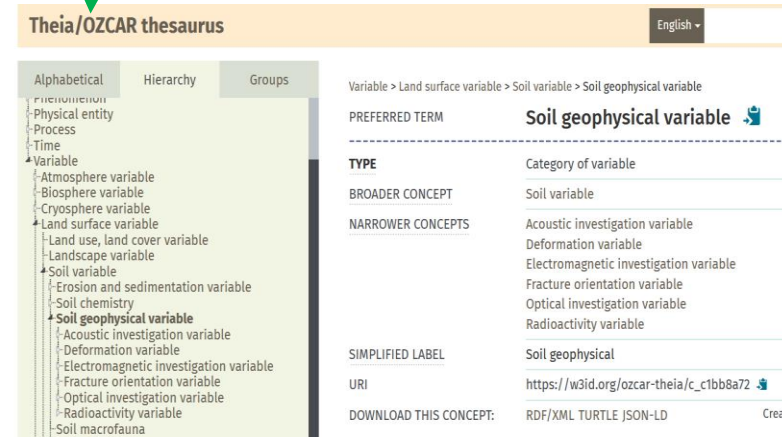 Theia/OZCAR thesaurus
English
Alphabetical Hierarchy Groups
Phenomenon
Physical entity
Process
Time
Variable
Atmosphere variable
Biosphere variable
Cryosphere variable
Land surface variable
Land use, land cover variable
Landscape variable
Soil variable
Erosion and sedimentation variable
Soil chemistry
Soil geophysical variable
Acoustic investigation variable
Deformation variable
Electromagnetic investigation variable
Fracture orientation variable
Optical investigation variable
Radioactivity variable
Soil macrofauna
Variable > Land surface variable > Soil variable > Soil geophysical variable
PREFERRED TERM Soil geophysical variable
TYPE Category of variable
BROADER CONCEPT Soil variable
NARROWER CONCEPTS Acoustic investigation variable
Deformation variable
Electromagnetic investigation variable
Fracture orientation variable
Optical investigation variable
Radioactivity variable
SIMPLIFIED LABEL Soil geophysical
URI https://w3id.org/ozcar-theia/c_c1bb8a72
DOWNLOAD THIS CONCEPT: RDF/XML TURTLE JSON-LD Crea